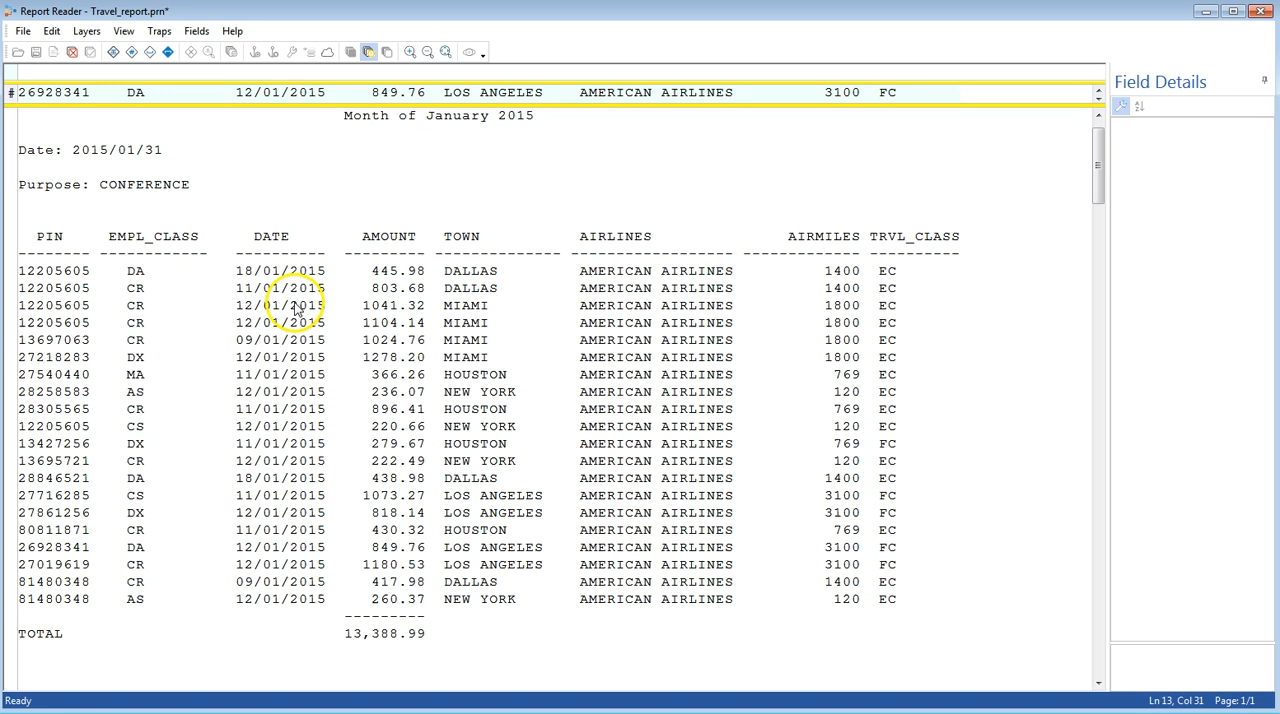 Report Reader - Travel_report.prn*
File Edit Layers View Traps Fields Help
#26928341 DA 12/01/2015 849.76 LOS ANGELES AMERICAN AIRLINES 3100 FC
Field Details
Month of January 2015
Date: 2015/01/31
Purpose: CONFERENCE
PIN EMPL_CLASS DATE AMOUNT TOWN AIRLINES AIRMILES TRVL_CLASS
-------- ------------ ---------- --------- -------------- ------------------ ------------- ----------
12205605 DA 18/01/2015 445.98 DALLAS AMERICAN AIRLINES 1400 EC
12205605 CR 11/01/2015 803.68 DALLAS AMERICAN AIRLINES 1400 EC
12205605 CR 12/01/2015 1041.32 MIAMI AMERICAN AIRLINES 1800 EC
12205605 CR 12/01/2015 1104.14 MIAMI AMERICAN AIRLINES 1800 EC
13697063 CR 09/01/2015 1024.76 MIAMI AMERICAN AIRLINES 1800 EC
27218283 DX 12/01/2015 1278.20 MIAMI AMERICAN AIRLINES 1800 EC
27540440 MA 11/01/2015 366.26 HOUSTON AMERICAN AIRLINES 769 EC
28258583 AS 12/01/2015 236.07 NEW YORK AMERICAN AIRLINES 120 EC
28305565 CR 11/01/2015 896.41 HOUSTON AMERICAN AIRLINES 769 EC
12205605 CS 12/01/2015 220.66 NEW YORK AMERICAN AIRLINES 120 EC
13427256 DX 11/01/2015 279.67 HOUSTON AMERICAN AIRLINES 769 FC
13695721 CR 12/01/2015 222.49 NEW YORK AMERICAN AIRLINES 120 EC
28846521 DA 18/01/2015 438.98 DALLAS AMERICAN AIRLINES 1400 EC
27716285 CS 11/01/2015 1073.27 LOS ANGELES AMERICAN AIRLINES 3100 FC
27861256 DX 12/01/2015 818.14 LOS ANGELES AMERICAN AIRLINES 3100 FC
80811871 CR 11/01/2015 430.32 HOUSTON AMERICAN AIRLINES 769 EC
26928341 DA 12/01/2015 849.76 LOS ANGELES AMERICAN AIRLINES 3100 FC
27019619 CR 12/01/2015 1180.53 LOS ANGELES AMERICAN AIRLINES 3100 FC
81480348 CR 09/01/2015 417.98 DALLAS AMERICAN AIRLINES 1400 EC
81480348 AS 12/01/2015 260.37 NEW YORK AMERICAN AIRLINES 120 EC
---------
TOTAL 13,388.99
Ready Ln 13, Col 31 Page: 1/1